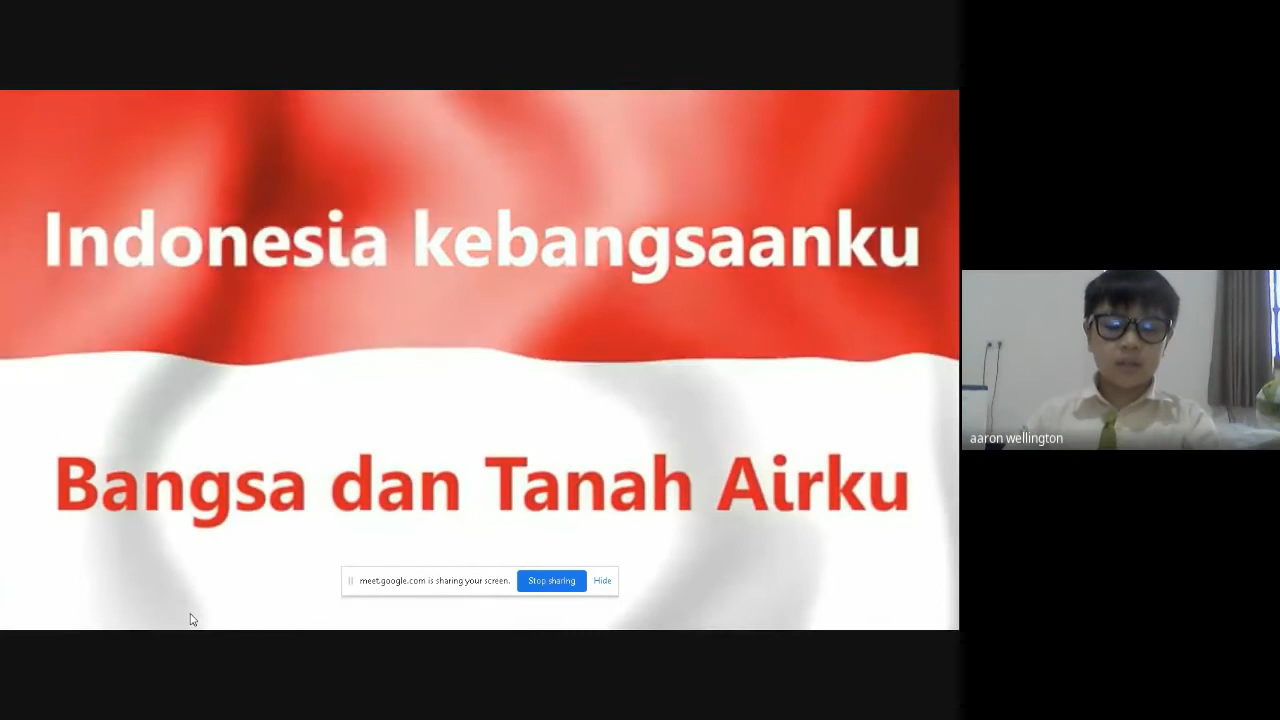 Indonesia kebangsaanku
Bangsa dan Tanah Airku
meet.google.com is sharing your screen. Stop sharing Hide
aaron wellington